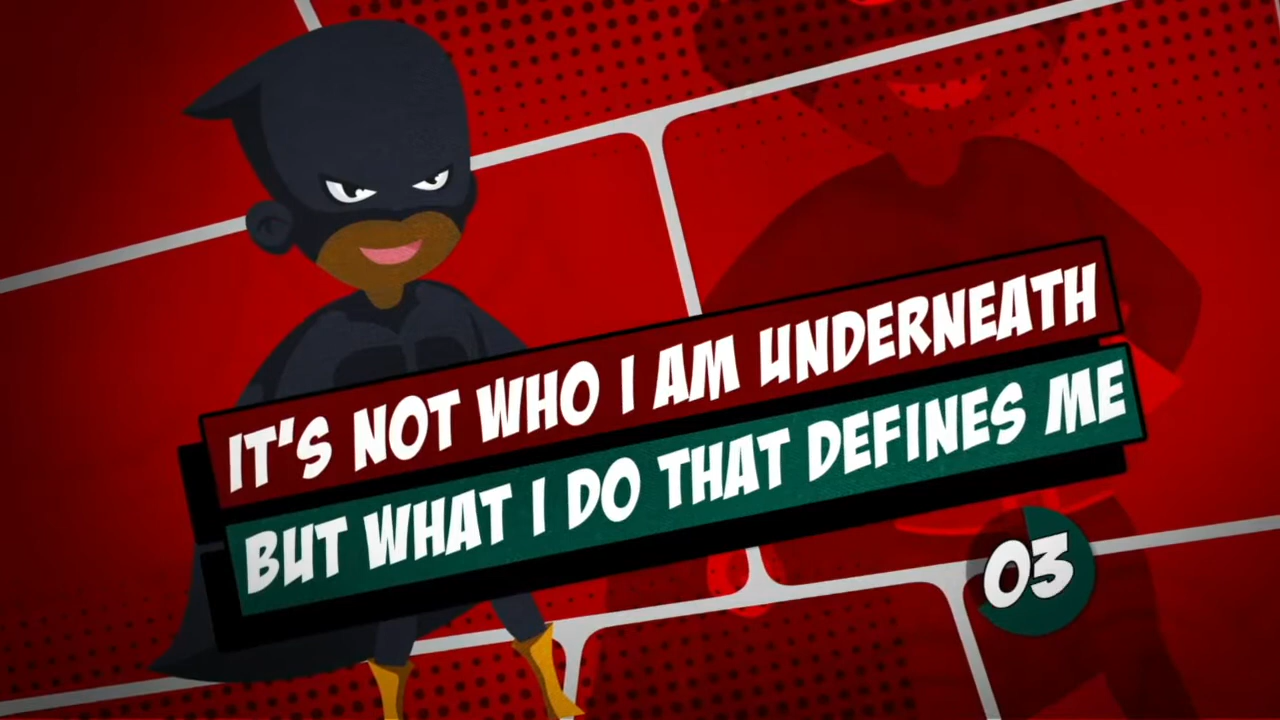 IT'S NOT WHO I AM UNDERNEATH
BUT WHAT I DO THAT DEFINES ME
03